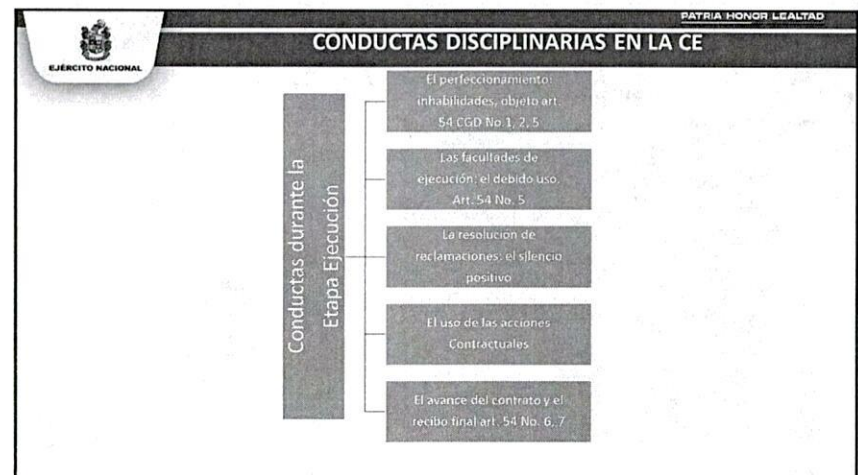 PATRIA HONOR LEALTAD
CONDUCTAS DISCIPLINARIAS EN LA CE
EJÉRCITO NACIONAL
Conductas durante la
Etapa Ejecución
El perfeccionamiento:
inhabilidades, objeto art.
54 CGD No.1, 2, 5
Las facultades de
ejecución: el debido uso.
Art. 54 No. 5
La resolución de
reclamaciones: el silencio
positivo
El uso de las acciones
Contractuales
El avance del contrato y el
recibo final art. 54 No. 6, 7